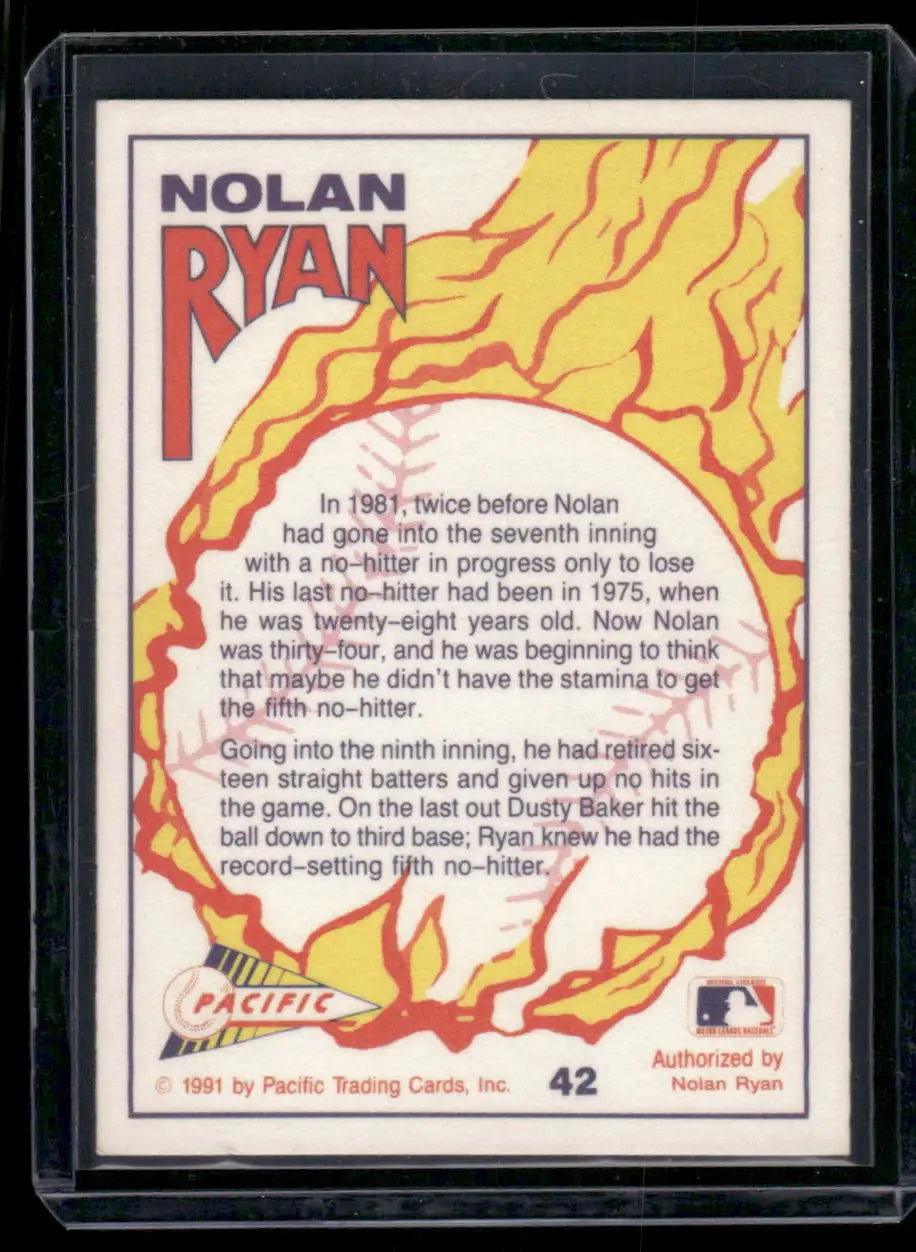 NOLAN
RYAN
In 1981, twice before Nolan
had gone into the seventh inning
with a no–hitter in progress only to lose
it. His last no–hitter had been in 1975, when
he was twenty–eight years old. Now Nolan
was thirty–four, and he was beginning to think
that maybe he didn't have the stamina to get
the fifth no–hitter.
Going into the ninth inning, he had retired six-
teen straight batters and given up no hits in
the game. On the last out Dusty Baker hit the
ball down to third base; Ryan knew he had the
record–setting fifth no–hitter.
PACIFIC
MAJOR LEAGUE BASEBALL
© 1991 by Pacific Trading Cards, Inc.
42
Authorized by
Nolan Ryan